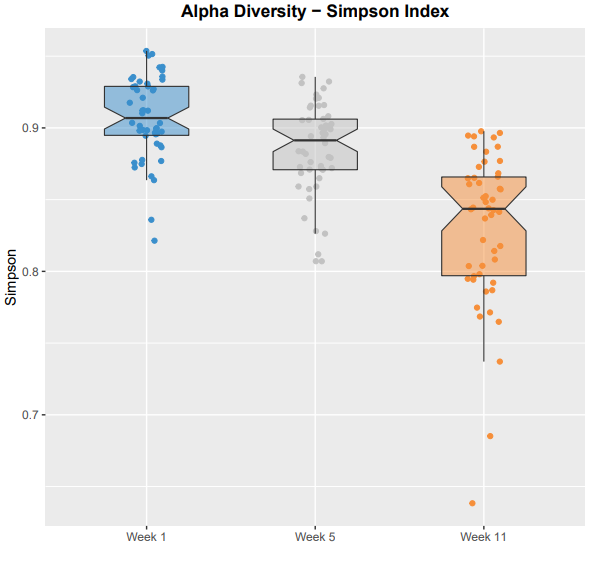 Alpha Diversity − Simpson Index
Simpson
0.9
0.8
0.7
Week 1
Week 5
Week 11